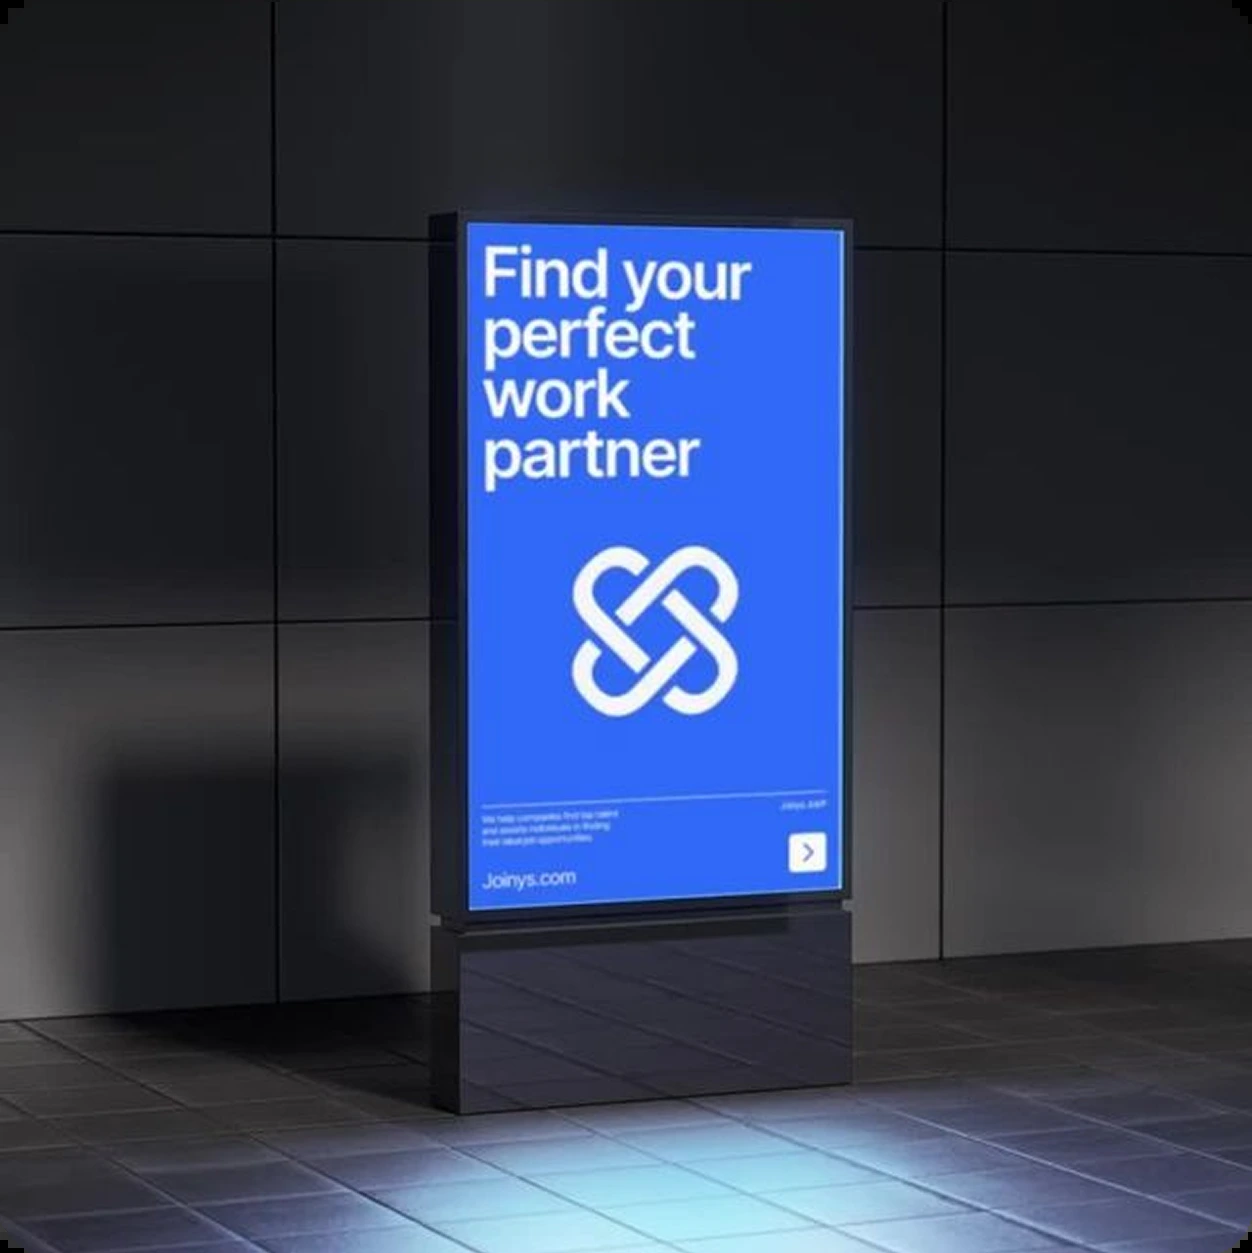 Find your
perfect
work
partner
We help companies find top talent
and assists individuals in finding
their ideal job opportunities.
Joinys.com